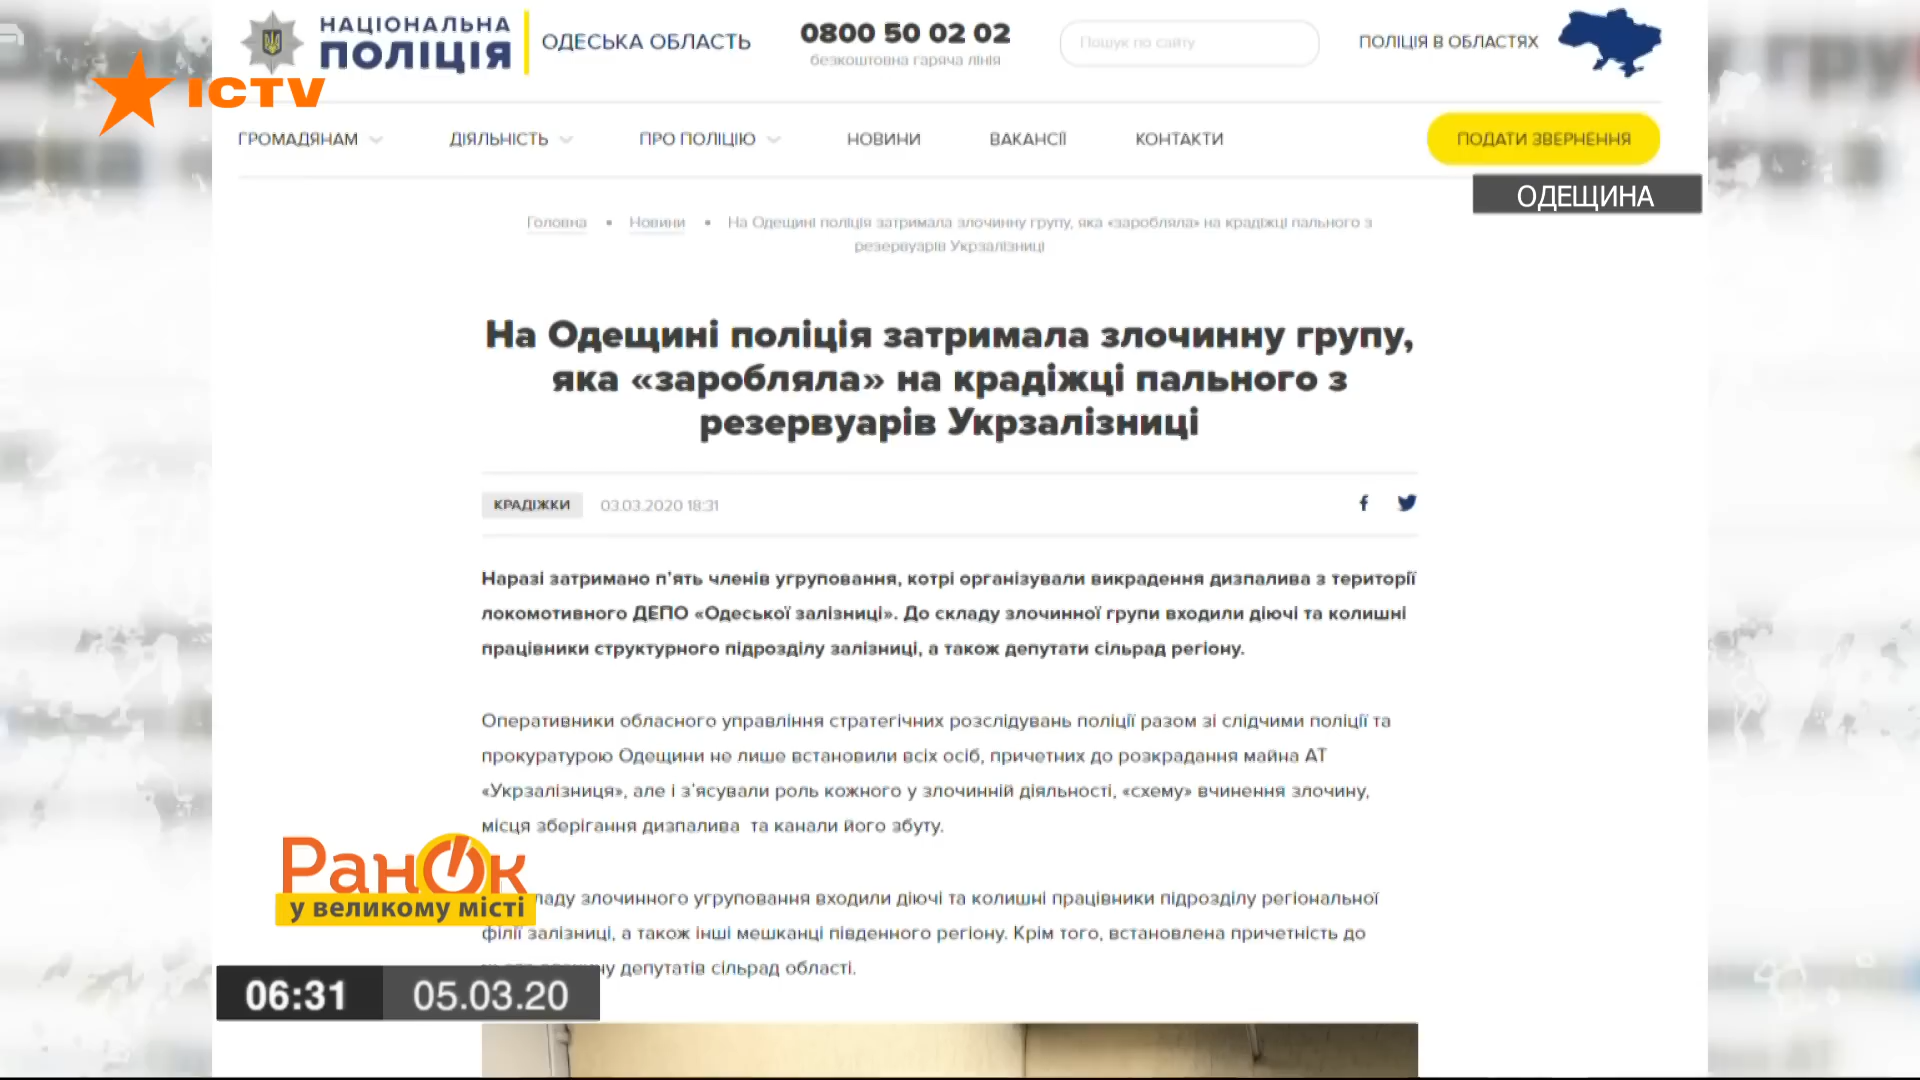 НАЦІОНАЛЬНА
ПОЛІЦІЯ
ОДЕСЬКА ОБЛАСТЬ
0800 50 02 02
безкоштовна гаряча лінія
Пошук по сайту
ПОЛІЦІЯ В ОБЛАСТЯХ
ICTV
ГРОМАДЯНАМ
ДІЯЛЬНІСТЬ
ПРО ПОЛІЦІЮ
НОВИНИ
ВАКАНСІЇ
КОНТАКТИ
ПОДАТИ ЗВЕРНЕННЯ
ОДЕЩИНА
Головна • Новини • На Одещині поліція затримала злочинну групу, яка «заробляла» на крадіжці пального з
резервуарів Укрзалізниці
На Одещині поліція затримала злочинну групу,
яка «заробляла» на крадіжці пального з
резервуарів Укрзалізниці
КРАДІЖКИ
03.03.2020 18:31
Наразі затримано п’ять членів угруповання, котрі організували викрадення дизпалива з території
локомотивного ДЕПО «Одеської залізниці». До складу злочинної групи входили діючі та колишні
працівники структурного підрозділу залізниці, а також депутати сільрад регіону.
Оперативники обласного управління стратегічних розслідувань поліції разом зі слідчими поліції та
прокуратурою Одещини не лише встановили всіх осіб, причетних до розкрадання майна АТ
«Укрзалізниця», але і з’ясували роль кожного у злочинній діяльності, «схему» вчинення злочину,
місця зберігання дизпалива та канали його збуту.
злочинного угруповання входили діючі та колишні працівники підрозділу регіональної
філії залізниці, а також інші мешканці південного регіону. Крім того, встановлена причетність до
депутатів сільрад області.
Ранок
у великому місті
06:31
05.03.20